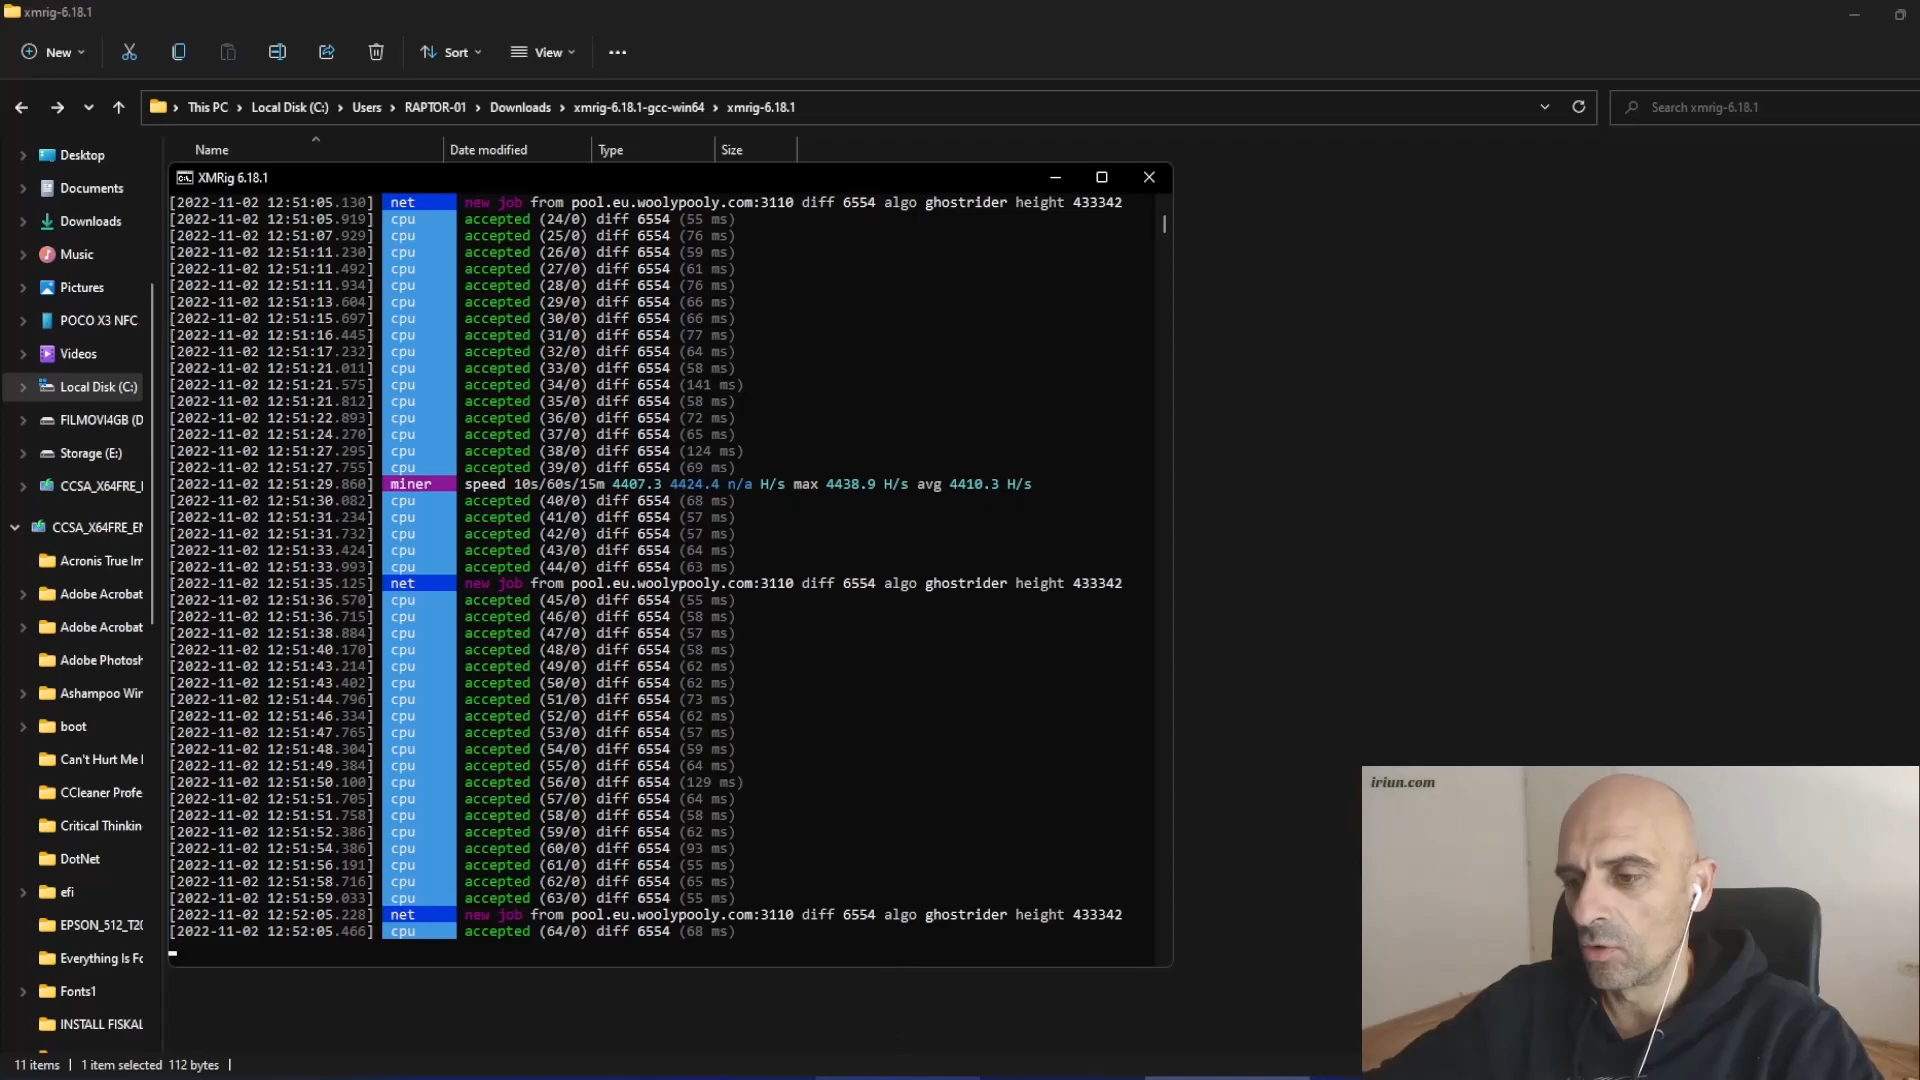 xmrig-6.18.1
New
Sort
View
This PC
Local Disk (C:)
Users
RAPTOR-01
Downloads
xmrig-6.18.1-gcc-win64
xmrig-6.18.1
Search xmrig-6.18.1
Name
Date modified
Type
Size
Desktop
Documents
Downloads
Music
Pictures
POCO X3 NFC
Videos
Local Disk (C:)
FILMOVI4GB (D
Storage (E:)
CCSA_X64FRE_I
CCSA_X64FRE_EN
Acronis True Im
Adobe Acrobat
Adobe Acrobat
Adobe Photosh
Ashampoo Win
boot
Can't Hurt Me
CCleaner Profe
Critical Thinkin
DotNet
efi
EPSON_512_T20
Everything Is Fo
Fonts1
INSTALL FISKAL
XMRig 6.18.1
[2022-11-02 12:51:05.130] net new job from pool.eu.woolypooly.com:3110 diff 6554 algo ghostrider height 433342
[2022-11-02 12:51:05.919] cpu accepted (24/0) diff 6554 (55 ms)
[2022-11-02 12:51:07.929] cpu accepted (25/0) diff 6554 (76 ms)
[2022-11-02 12:51:11.230] cpu accepted (26/0) diff 6554 (59 ms)
[2022-11-02 12:51:11.492] cpu accepted (27/0) diff 6554 (61 ms)
[2022-11-02 12:51:11.934] cpu accepted (28/0) diff 6554 (76 ms)
[2022-11-02 12:51:13.604] cpu accepted (29/0) diff 6554 (66 ms)
[2022-11-02 12:51:15.697] cpu accepted (30/0) diff 6554 (66 ms)
[2022-11-02 12:51:16.445] cpu accepted (31/0) diff 6554 (77 ms)
[2022-11-02 12:51:17.232] cpu accepted (32/0) diff 6554 (64 ms)
[2022-11-02 12:51:21.011] cpu accepted (33/0) diff 6554 (58 ms)
[2022-11-02 12:51:21.575] cpu accepted (34/0) diff 6554 (141 ms)
[2022-11-02 12:51:21.812] cpu accepted (35/0) diff 6554 (58 ms)
[2022-11-02 12:51:22.893] cpu accepted (36/0) diff 6554 (72 ms)
[2022-11-02 12:51:24.270] cpu accepted (37/0) diff 6554 (65 ms)
[2022-11-02 12:51:27.295] cpu accepted (38/0) diff 6554 (124 ms)
[2022-11-02 12:51:27.755] cpu accepted (39/0) diff 6554 (69 ms)
[2022-11-02 12:51:29.860] miner speed 10s/60s/15m 4407.3 4424.4 n/a H/s max 4438.9 H/s avg 4410.3 H/s
[2022-11-02 12:51:30.082] cpu accepted (40/0) diff 6554 (68 ms)
[2022-11-02 12:51:31.234] cpu accepted (41/0) diff 6554 (57 ms)
[2022-11-02 12:51:31.732] cpu accepted (42/0) diff 6554 (57 ms)
[2022-11-02 12:51:33.424] cpu accepted (43/0) diff 6554 (64 ms)
[2022-11-02 12:51:33.993] cpu accepted (44/0) diff 6554 (63 ms)
[2022-11-02 12:51:35.125] net new job from pool.eu.woolypooly.com:3110 diff 6554 algo ghostrider height 433342
[2022-11-02 12:51:36.570] cpu accepted (45/0) diff 6554 (55 ms)
[2022-11-02 12:51:36.715] cpu accepted (46/0) diff 6554 (58 ms)
[2022-11-02 12:51:38.884] cpu accepted (47/0) diff 6554 (57 ms)
[2022-11-02 12:51:40.170] cpu accepted (48/0) diff 6554 (58 ms)
[2022-11-02 12:51:43.214] cpu accepted (49/0) diff 6554 (62 ms)
[2022-11-02 12:51:43.402] cpu accepted (50/0) diff 6554 (62 ms)
[2022-11-02 12:51:44.796] cpu accepted (51/0) diff 6554 (73 ms)
[2022-11-02 12:51:46.334] cpu accepted (52/0) diff 6554 (62 ms)
[2022-11-02 12:51:47.765] cpu accepted (53/0) diff 6554 (57 ms)
[2022-11-02 12:51:48.304] cpu accepted (54/0) diff 6554 (59 ms)
[2022-11-02 12:51:49.384] cpu accepted (55/0) diff 6554 (64 ms)
[2022-11-02 12:51:50.100] cpu accepted (56/0) diff 6554 (129 ms)
[2022-11-02 12:51:51.705] cpu accepted (57/0) diff 6554 (64 ms)
[2022-11-02 12:51:51.758] cpu accepted (58/0) diff 6554 (58 ms)
[2022-11-02 12:51:52.386] cpu accepted (59/0) diff 6554 (62 ms)
[2022-11-02 12:51:54.386] cpu accepted (60/0) diff 6554 (93 ms)
[2022-11-02 12:51:56.191] cpu accepted (61/0) diff 6554 (55 ms)
[2022-11-02 12:51:58.716] cpu accepted (62/0) diff 6554 (65 ms)
[2022-11-02 12:51:59.033] cpu accepted (63/0) diff 6554 (55 ms)
[2022-11-02 12:52:05.228] net new job from pool.eu.woolypooly.com:3110 diff 6554 algo ghostrider height 433342
[2022-11-02 12:52:05.466] cpu accepted (64/0) diff 6554 (68 ms)
iriun.com
11 items
1 item selected 112 bytes